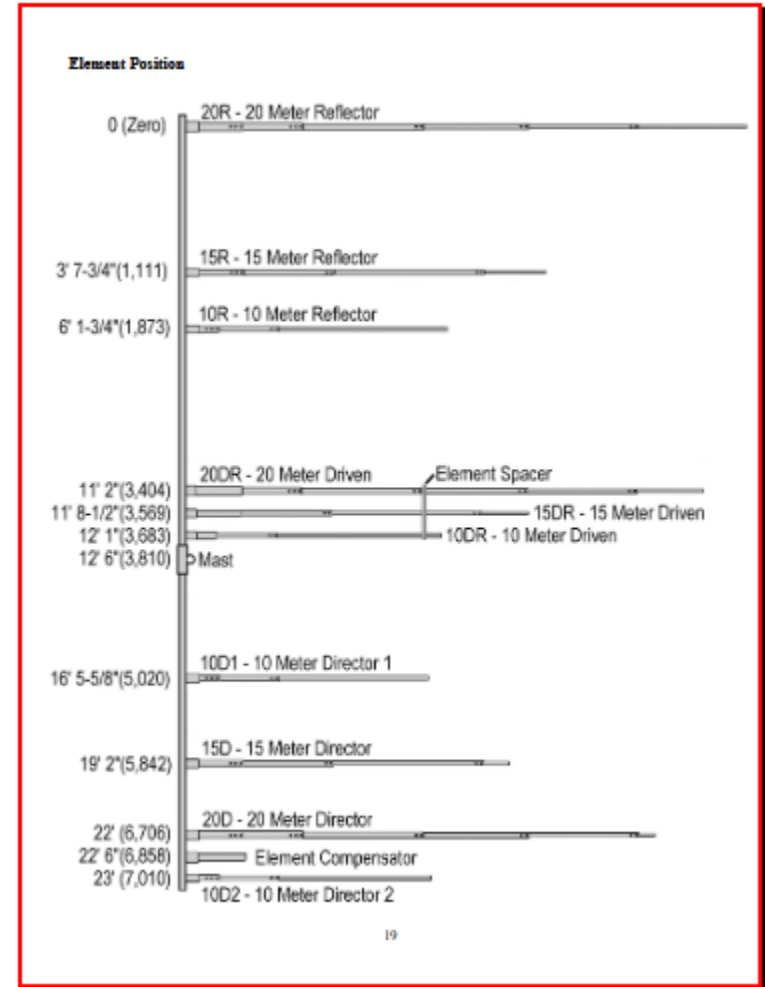 Element Position
20R - 20 Meter Reflector
0 (Zero)
15R - 15 Meter Reflector
3' 7-3/4"(1,111)
10R - 10 Meter Reflector
6' 1-3/4"(1,873)
20DR - 20 Meter Driven
Element Spacer
11' 2"(3,404)
11' 8-1/2"(3,569)
15DR - 15 Meter Driven
12' 1"(3,683)
10DR - 10 Meter Driven
12' 6"(3,810)
Mast
10D1 - 10 Meter Director 1
16' 5-5/8"(5,020)
15D - 15 Meter Director
19' 2"(5,842)
20D - 20 Meter Director
22' (6,706)
22' 6"(6,858)
Element Compensator
23' (7,010)
10D2 - 10 Meter Director 2
19